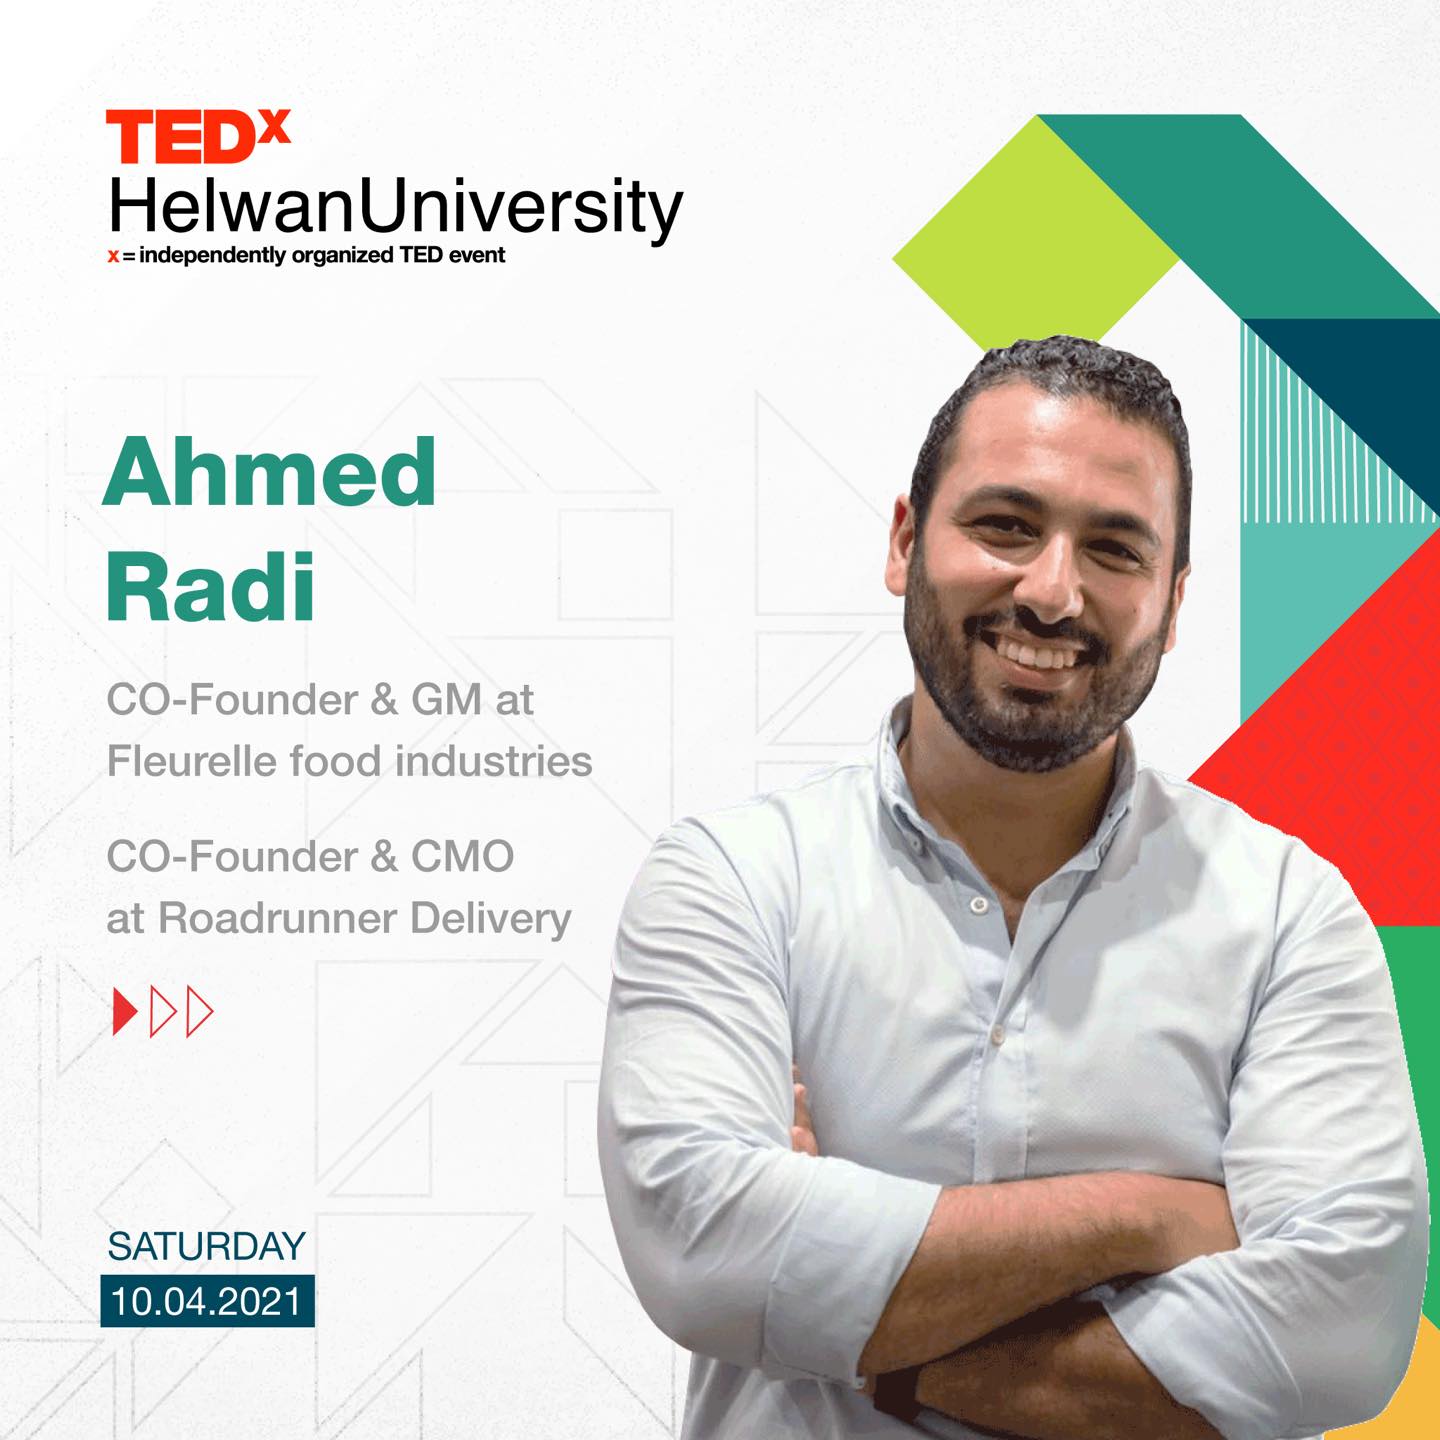 TEDx
HelwanUniversity
x = independently organized TED event
Ahmed
Radi
CO-Founder & GM at
Fleurelle food industries
CO-Founder & CMO
at Roadrunner Delivery
SATURDAY
10.04.2021